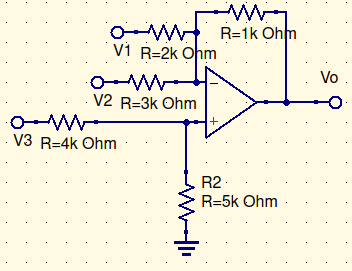 R=1k Ohm
V1 R=2k Ohm
Vo
V2 R=3k Ohm
V3 R=4k Ohm
R2
R=5k Ohm